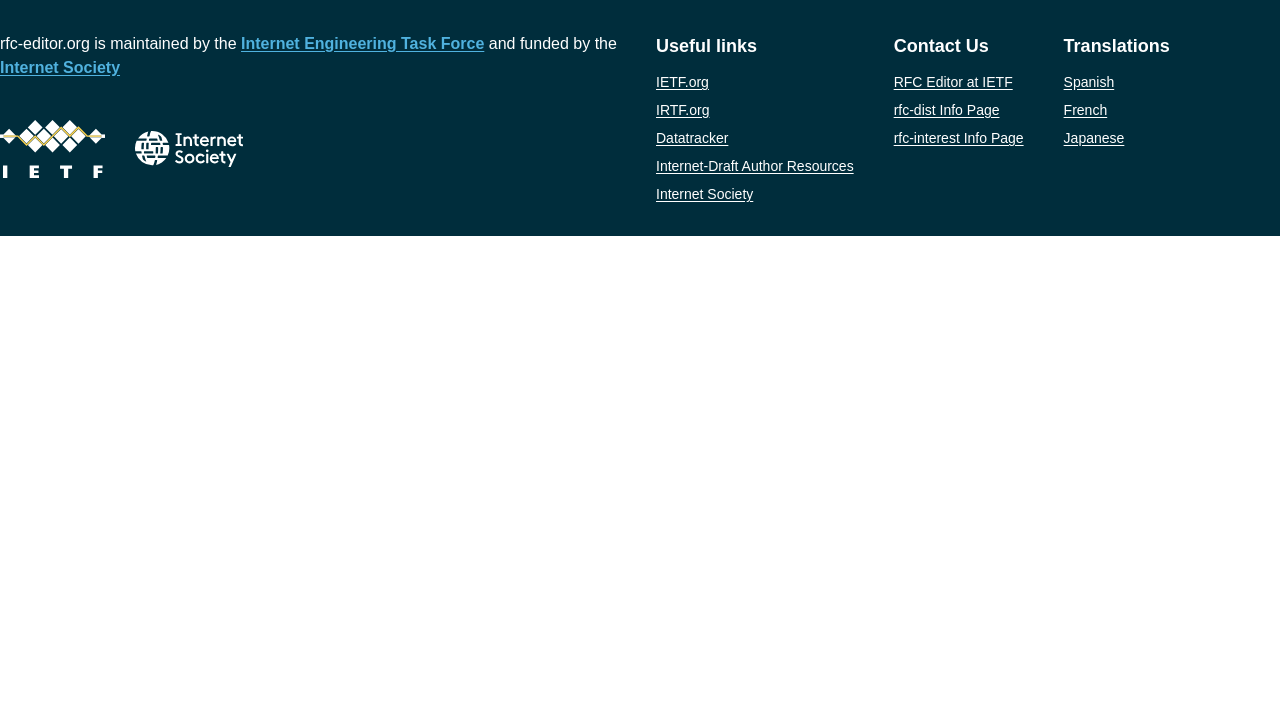 rfc-editor.org is maintained by the Internet Engineering Task Force and funded by the
Internet Society
I E T F
Internet
Society
Useful links
IETF.org
IRTF.org
Datatracker
Internet-Draft Author Resources
Internet Society
Contact Us
RFC Editor at IETF
rfc-dist Info Page
rfc-interest Info Page
Translations
Spanish
French
Japanese